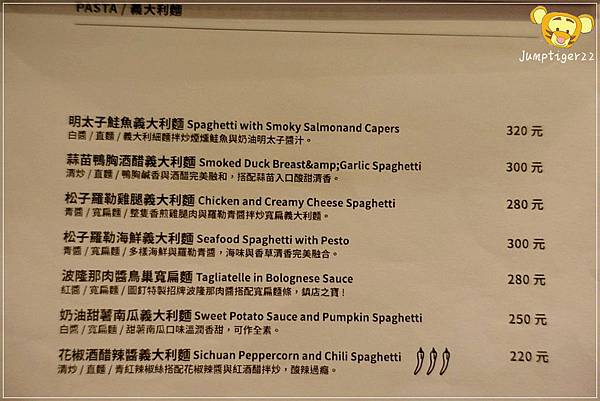 PASTA / 義大利麵
Jumptiger22
明太子鮭魚義大利麵 Spaghetti with Smoky Salmonand Capers 320 元
白醬 / 直麵 / 義大利細麵拌炒煙燻鮭魚與奶油明太子醬汁。
蒜苗鴨胸酒醋義大利麵 Smoked Duck Breast&amp;Garlic Spaghetti 300 元
清炒 / 直麵 / 鴨胸鹹香與酒醋完美融和，搭配蒜苗入口酸甜清香。
松子羅勒雞腿義大利麵 Chicken and Creamy Cheese Spaghetti 280 元
青醬 / 寬扁麵 / 整隻香煎雞腿肉與羅勒青醬拌炒寬扁義大利麵。
松子羅勒海鮮義大利麵 Seafood Spaghetti with Pesto 300 元
青醬 / 寬扁麵 / 多樣海鮮與羅勒青醬，海味與香草清香完美融合。
波隆那肉醬鳥巢寬扁麵 Tagliatelle in Bolognese Sauce 280 元
紅醬 / 寬扁麵 / 圖釘特製招牌波隆那肉醬搭配寬扁麵條，鎮店之寶！
奶油甜薯南瓜義大利麵 Sweet Potato Sauce and Pumpkin Spaghetti 250 元
白醬 / 寬扁麵 / 甜薯南瓜口味溫潤香甜，可作全素。
花椒酒醋辣醬義大利麵 Sichuan Peppercorn and Chili Spaghetti 220 元
清炒 / 直麵 / 青紅辣椒絲搭配花椒辣醬與紅酒醋拌炒，酸辣過癮。